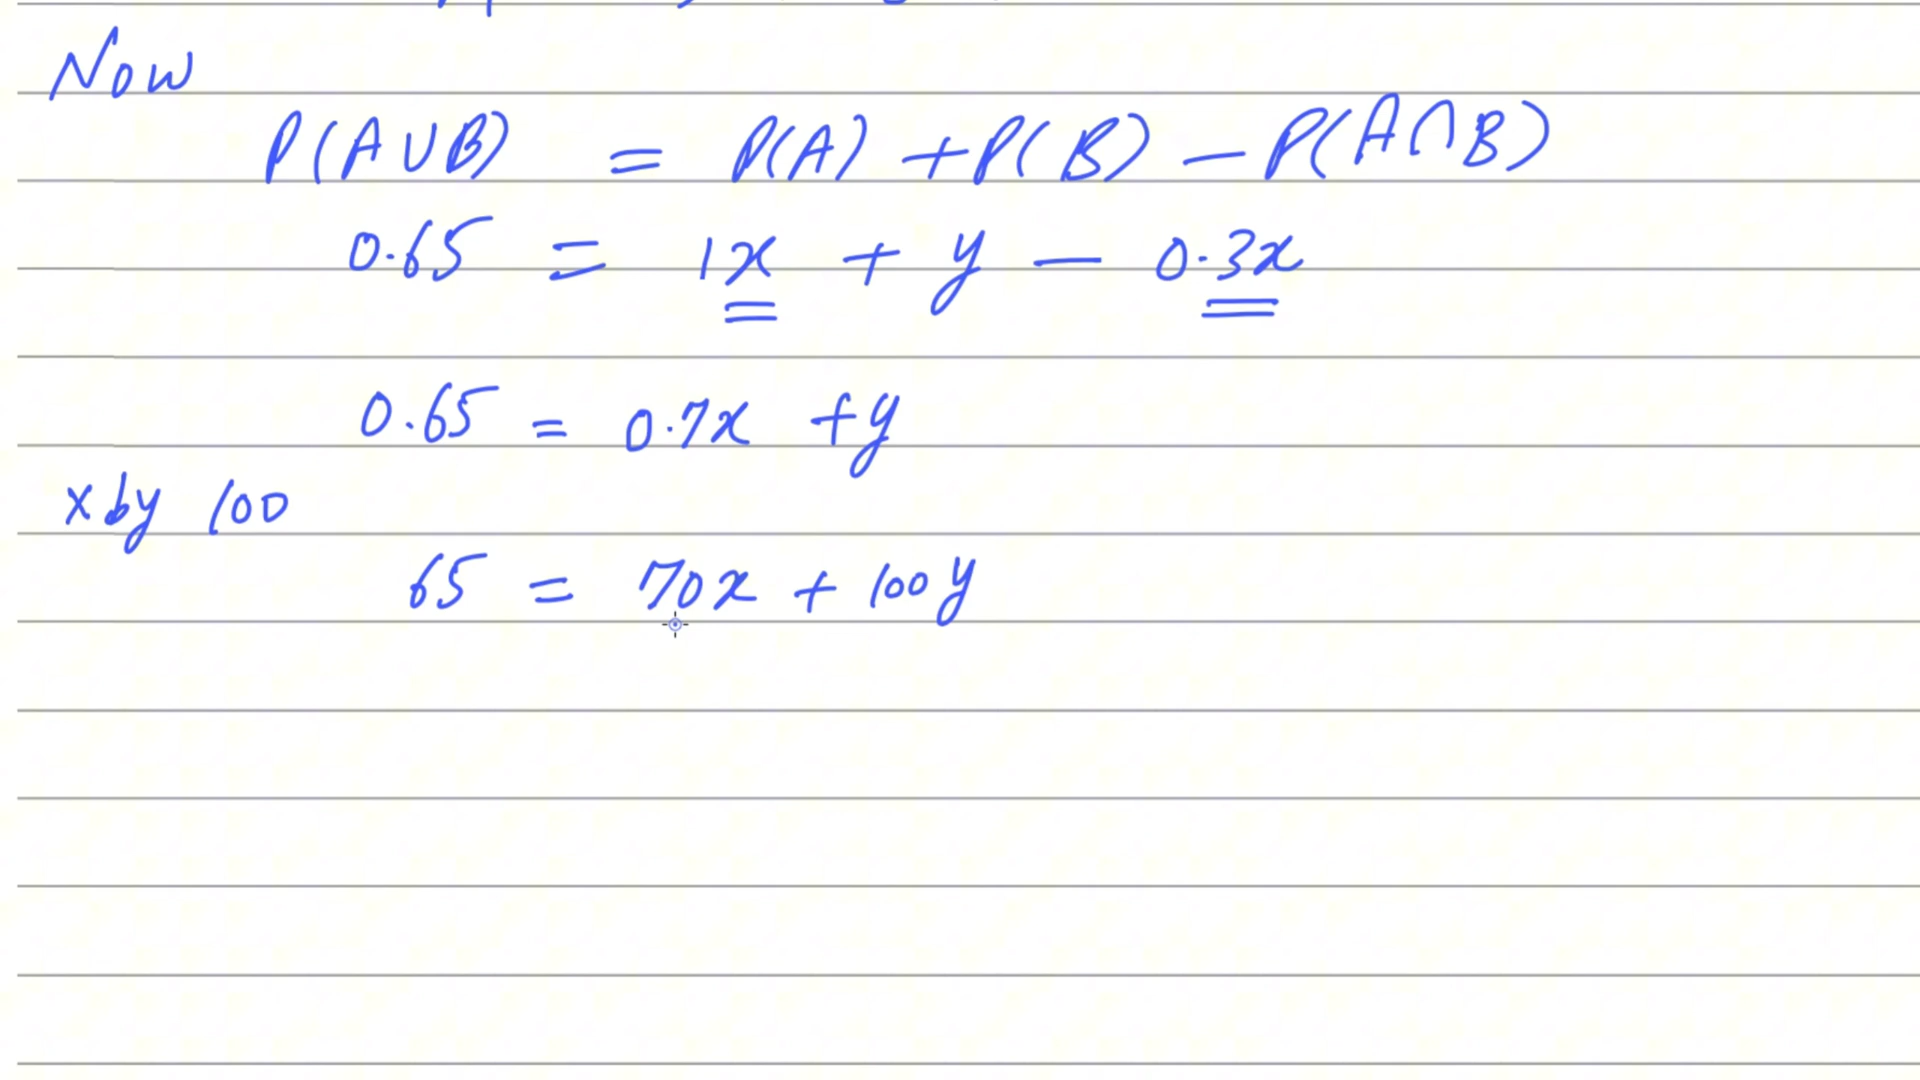 Now
P(A∪B) = P(A) + P(B) − P(A∩B)
0.65 = 1x + y − 0.3x
0.65 = 0.7x + y
x by 100
65 = 70x + 100y